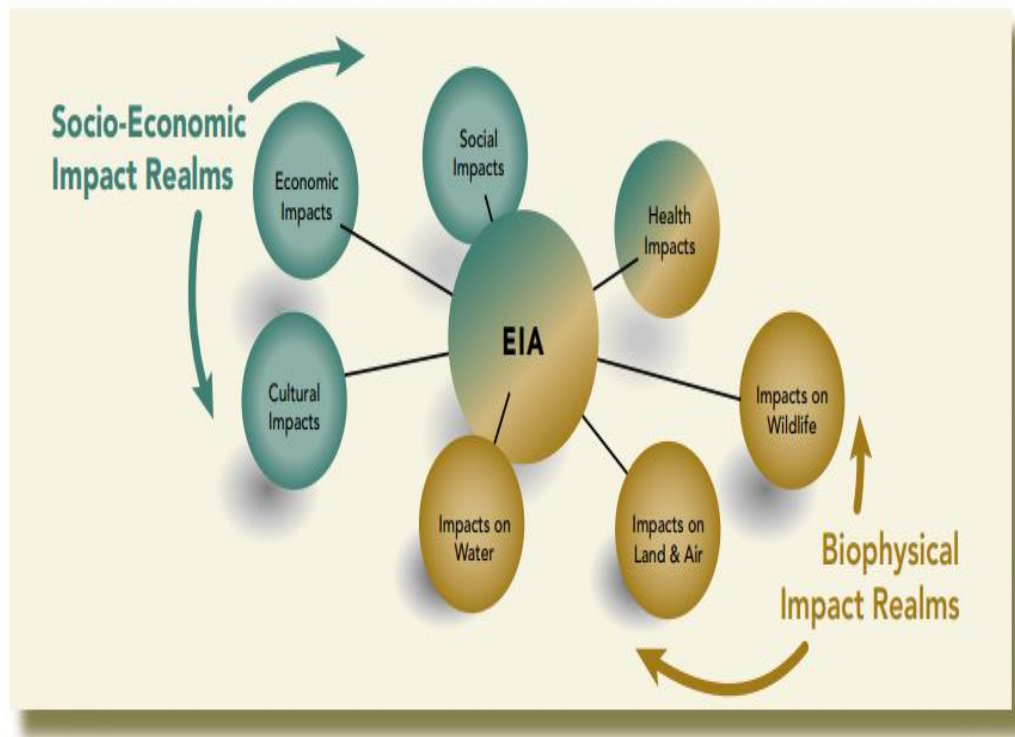 Socio-Economic
Impact Realms
Economic
Impacts
Social
Impacts
Health
Impacts
EIA
Cultural
Impacts
Impacts on
Wildlife
Impacts on
Water
Impacts on
Land & Air
Biophysical
Impact Realms